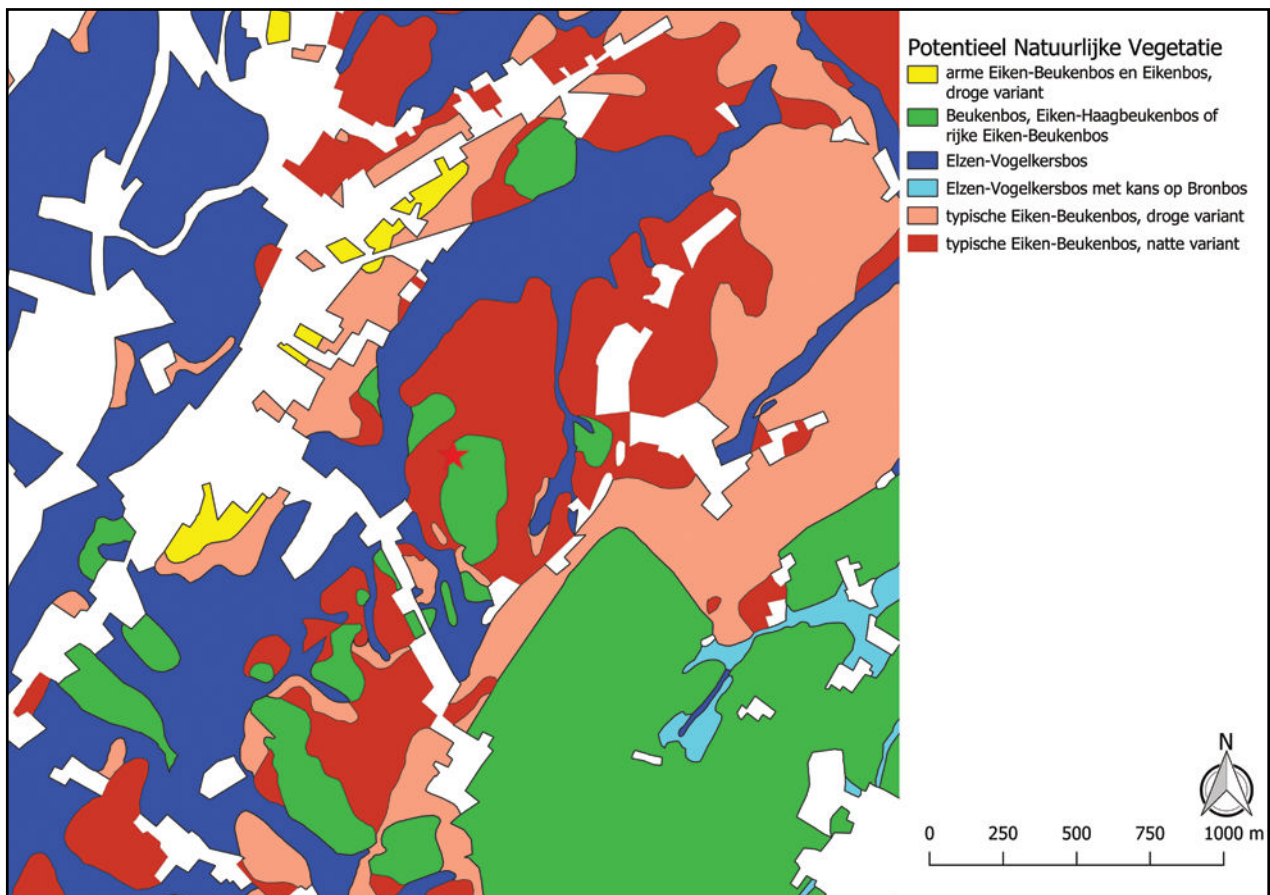 Potentieel Natuurlijke Vegetatie
arme Eiken-Beukenbos en Eikenbos,
droge variant
Beukenbos, Eiken-Haagbeukenbos of
rijke Eiken-Beukenbos
Elzen-Vogelkersbos
Elzen-Vogelkersbos met kans op Bronbos
typische Eiken-Beukenbos, droge variant
typische Eiken-Beukenbos, natte variant
N
0 250 500 750 1000 m